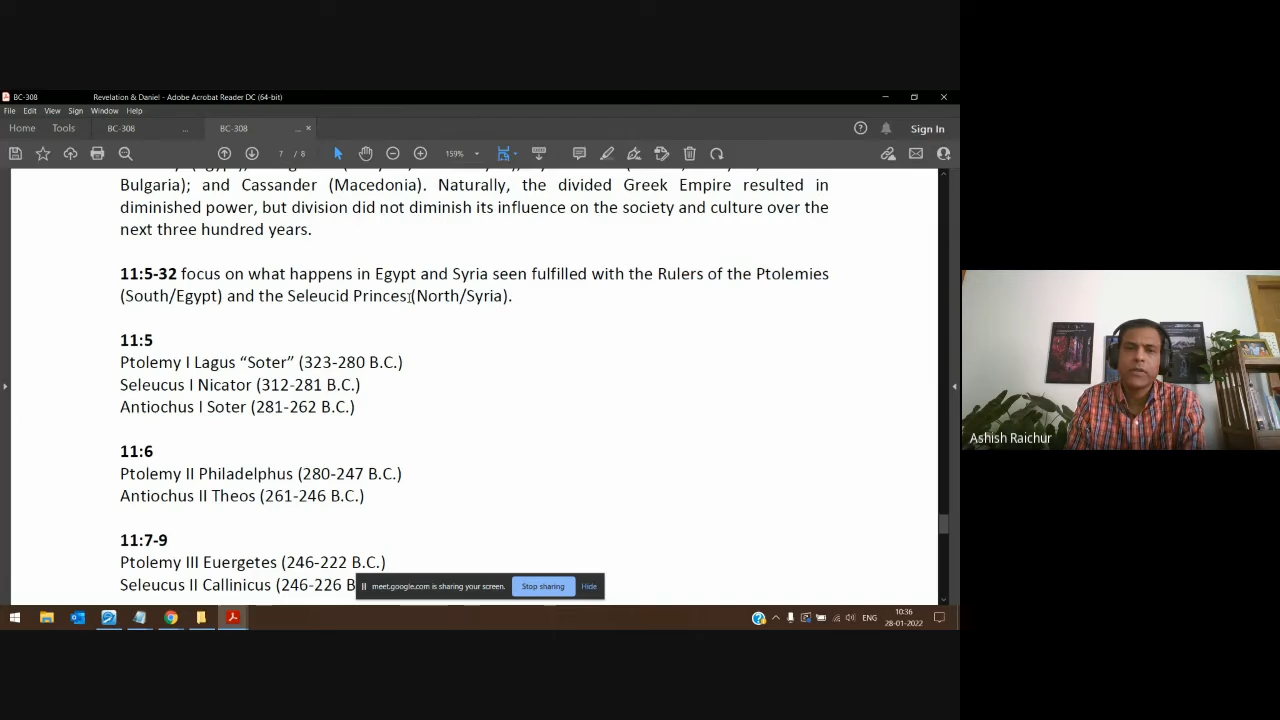 BC-308
Revelation & Daniel - Adobe Acrobat Reader DC (64-bit)
File Edit View Sign Window Help
Home Tools BC-308 ... BC-308 ... × Sign In
7 / 8 159%
Bulgaria); and Cassander (Macedonia). Naturally, the divided Greek Empire resulted in
diminished power, but division did not diminish its influence on the society and culture over the
next three hundred years.
11:5-32 focus on what happens in Egypt and Syria seen fulfilled with the Rulers of the Ptolemies
(South/Egypt) and the Seleucid Princes (North/Syria).
11:5
Ptolemy I Lagus “Soter” (323-280 B.C.)
Seleucus I Nicator (312-281 B.C.)
Antiochus I Soter (281-262 B.C.)
11:6
Ptolemy II Philadelphus (280-247 B.C.)
Antiochus II Theos (261-246 B.C.)
11:7-9
Ptolemy III Euergetes (246-222 B.C.)
Seleucus II Callinicus (246-226 B
meet.google.com is sharing your screen. Stop sharing Hide
Ashish Raichur
ENG
10:36
28-01-2022